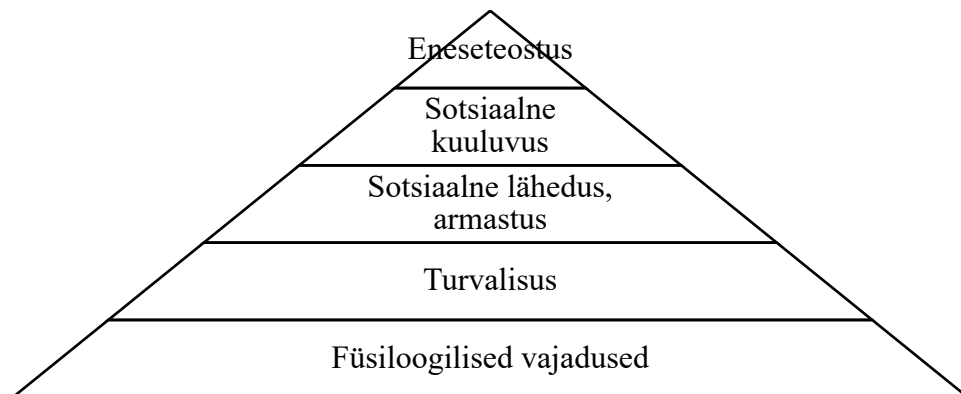 Eneseteostus
Sotsiaalne
kuuluvus
Sotsiaalne lähedus,
armastus
Turvalisus
Füsiloogilised vajadused